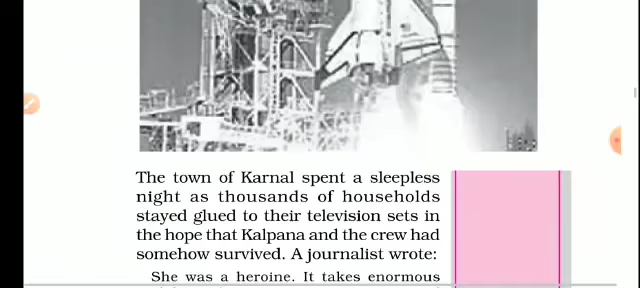 The town of Karnal spent a sleepless
night as thousands of households
stayed glued to their television sets in
the hope that Kalpana and the crew had
somehow survived. A journalist wrote:
She was a heroine. It takes enormous